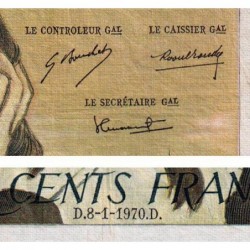 LE CONTROLEUR GAL
LE CAISSIER GAL
LE SECRÉTAIRE GAL
CENTS FRAN
D.8-1-1970.D.